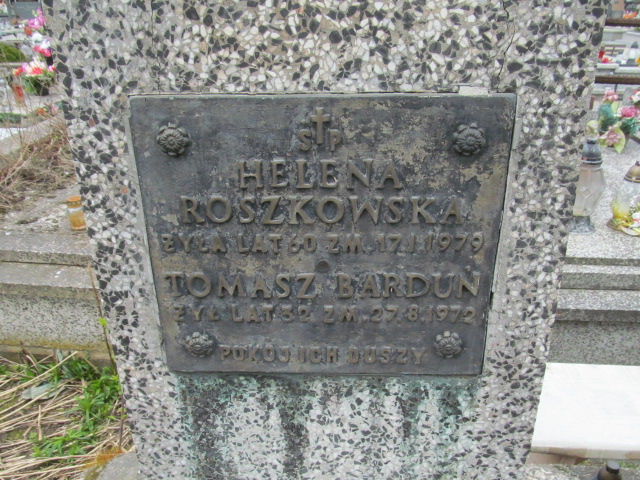 Ś P
HELENA
ROSZKOWSKA
ŻYŁA LAT 60 ZM. 17.1.1979
TOMASZ BARDUN
ŻYŁ LAT 32 ZM. 27.8.1972
POKÓJ ICH DUSZY